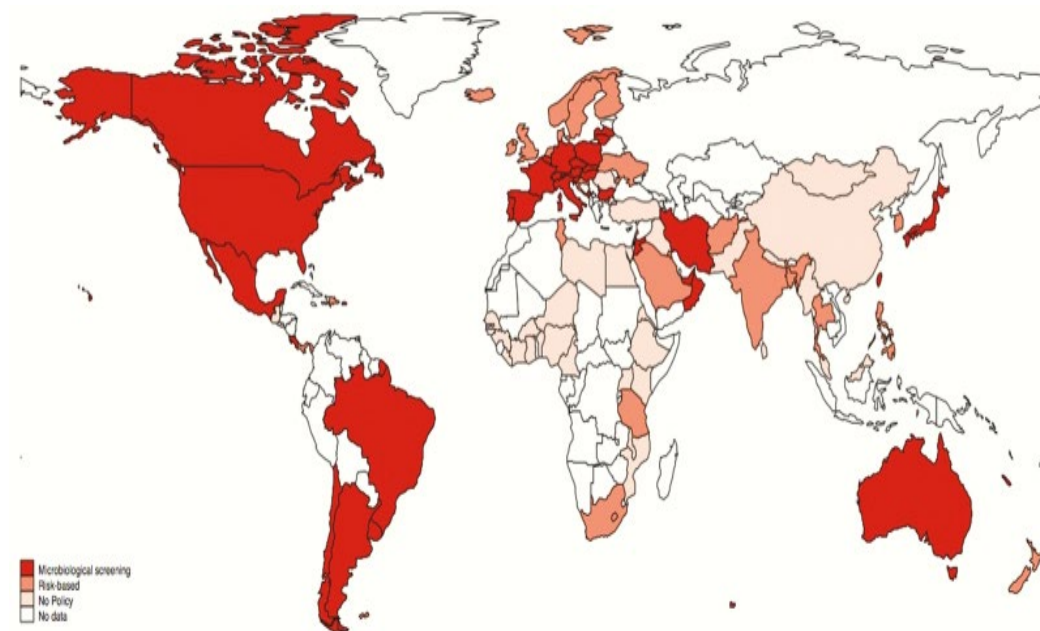 Microbiological screening
Risk-based
No Policy
No data